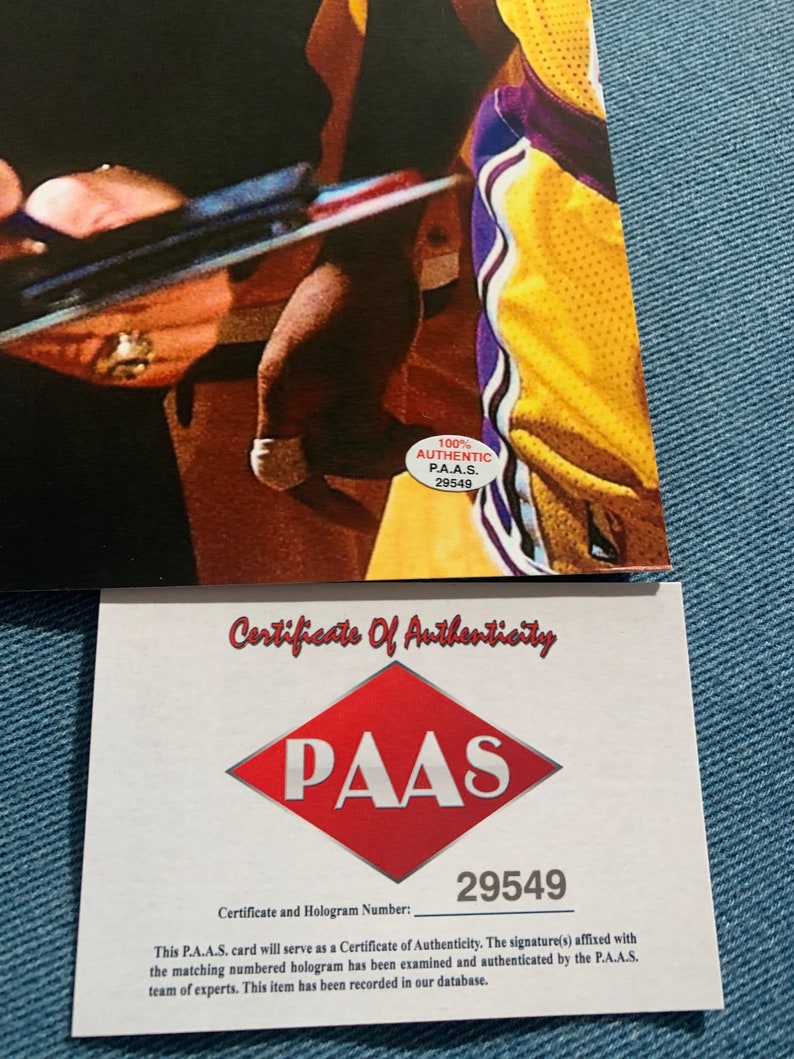 100%
AUTHENTIC
P.A.A.S.
29549
Certificate Of Authenticity
PAAS
29549
Certificate and Hologram Number:
This P.A.A.S. card will serve as a Certificate of Authenticity. The signature(s) affixed with
the matching numbered hologram has been examined and authenticated by the P.A.A.S.
team of experts. This item has been recorded in our database.